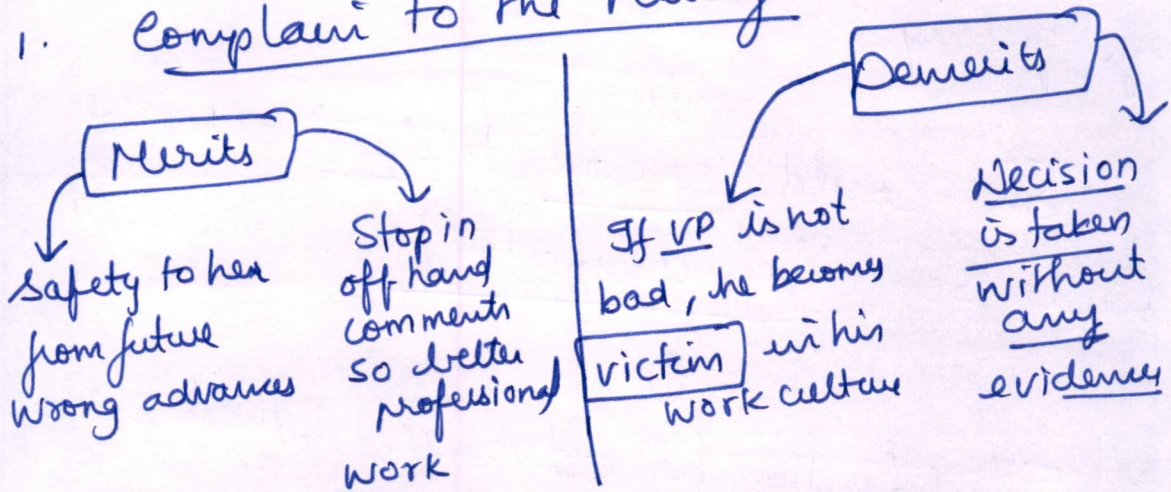 1. Complain to the
Merits
Safety to her
from future
wrong advances
Stop in
off hand
comments
so better
professional
work
Demerits
If VP is not
bad, he becomes
victim in his
work culture
Decision
is taken
without
any
evidences